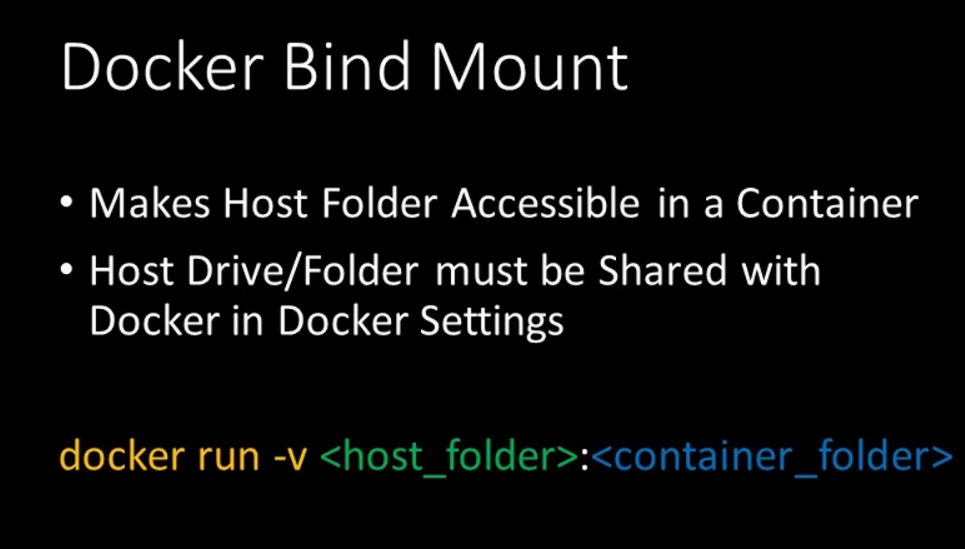 Docker Bind Mount
• Makes Host Folder Accessible in a Container
• Host Drive/Folder must be Shared with
Docker in Docker Settings
docker run -v <host_folder>:<container_folder>